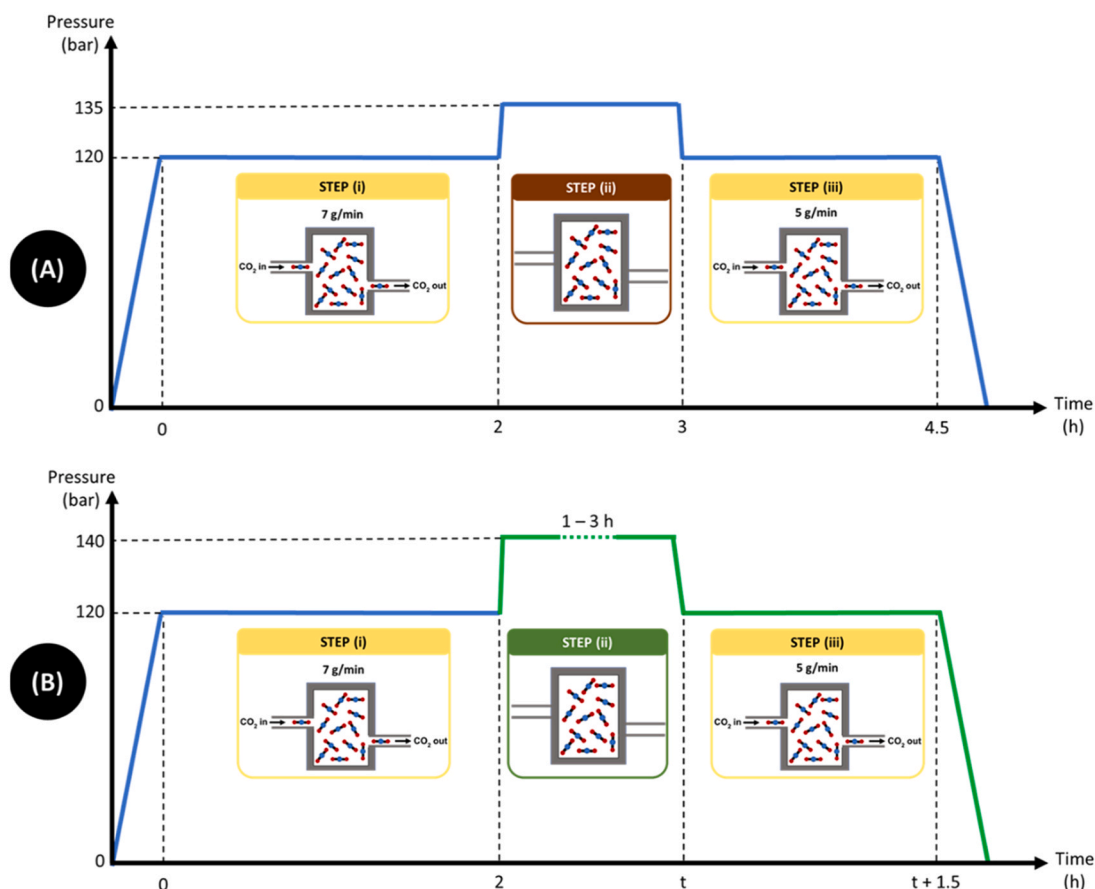 Pressure
(bar)
135
120
STEP (i)
STEP (ii)
STEP (iii)
7 g/min
5 g/min
(A)
CO₂ in
CO₂ out
CO₂ in
CO₂ out
0
0
2
3
4.5
Time
(h)
Pressure
(bar)
1 – 3 h
140
120
STEP (i)
STEP (ii)
STEP (iii)
7 g/min
5 g/min
(B)
CO₂ in
CO₂ out
CO₂ in
CO₂ out
0
0
2
t
t + 1.5
Time
(h)